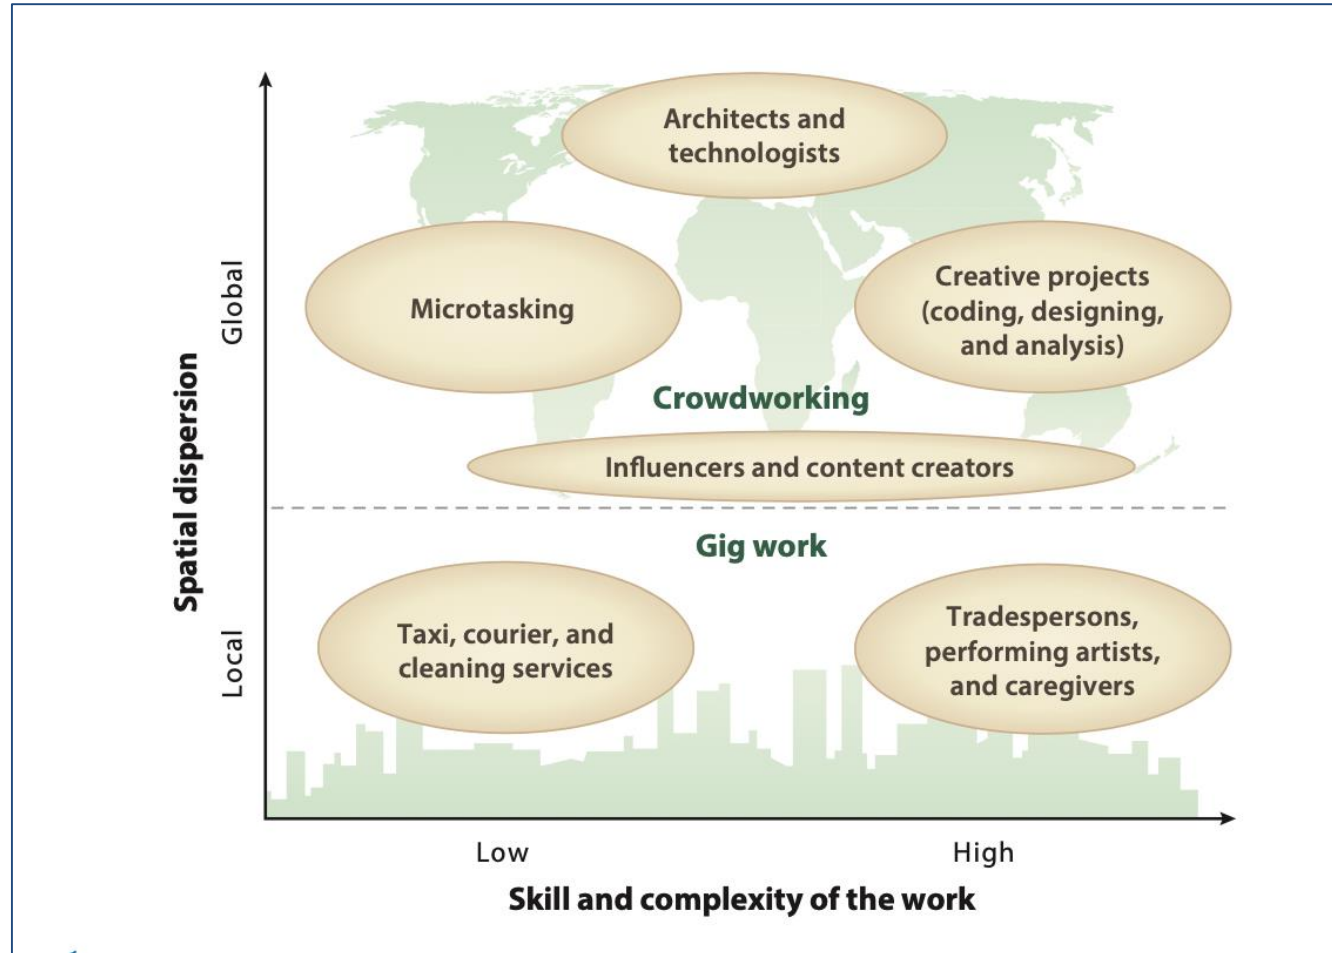 Architects and
technologists
Microtasking
Creative projects
(coding, designing,
and analysis)
Crowdworking
Influencers and content creators
Gig work
Taxi, courier, and
cleaning services
Tradespersons,
performing artists,
and caregivers
Spatial dispersion
Global
Local
Low
High
Skill and complexity of the work